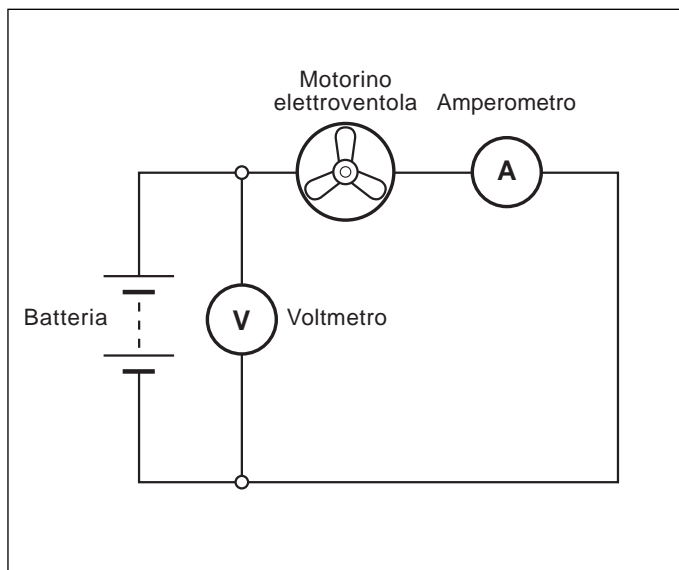 Motorino
elettroventola
Amperometro
A
Batteria
V
Voltmetro